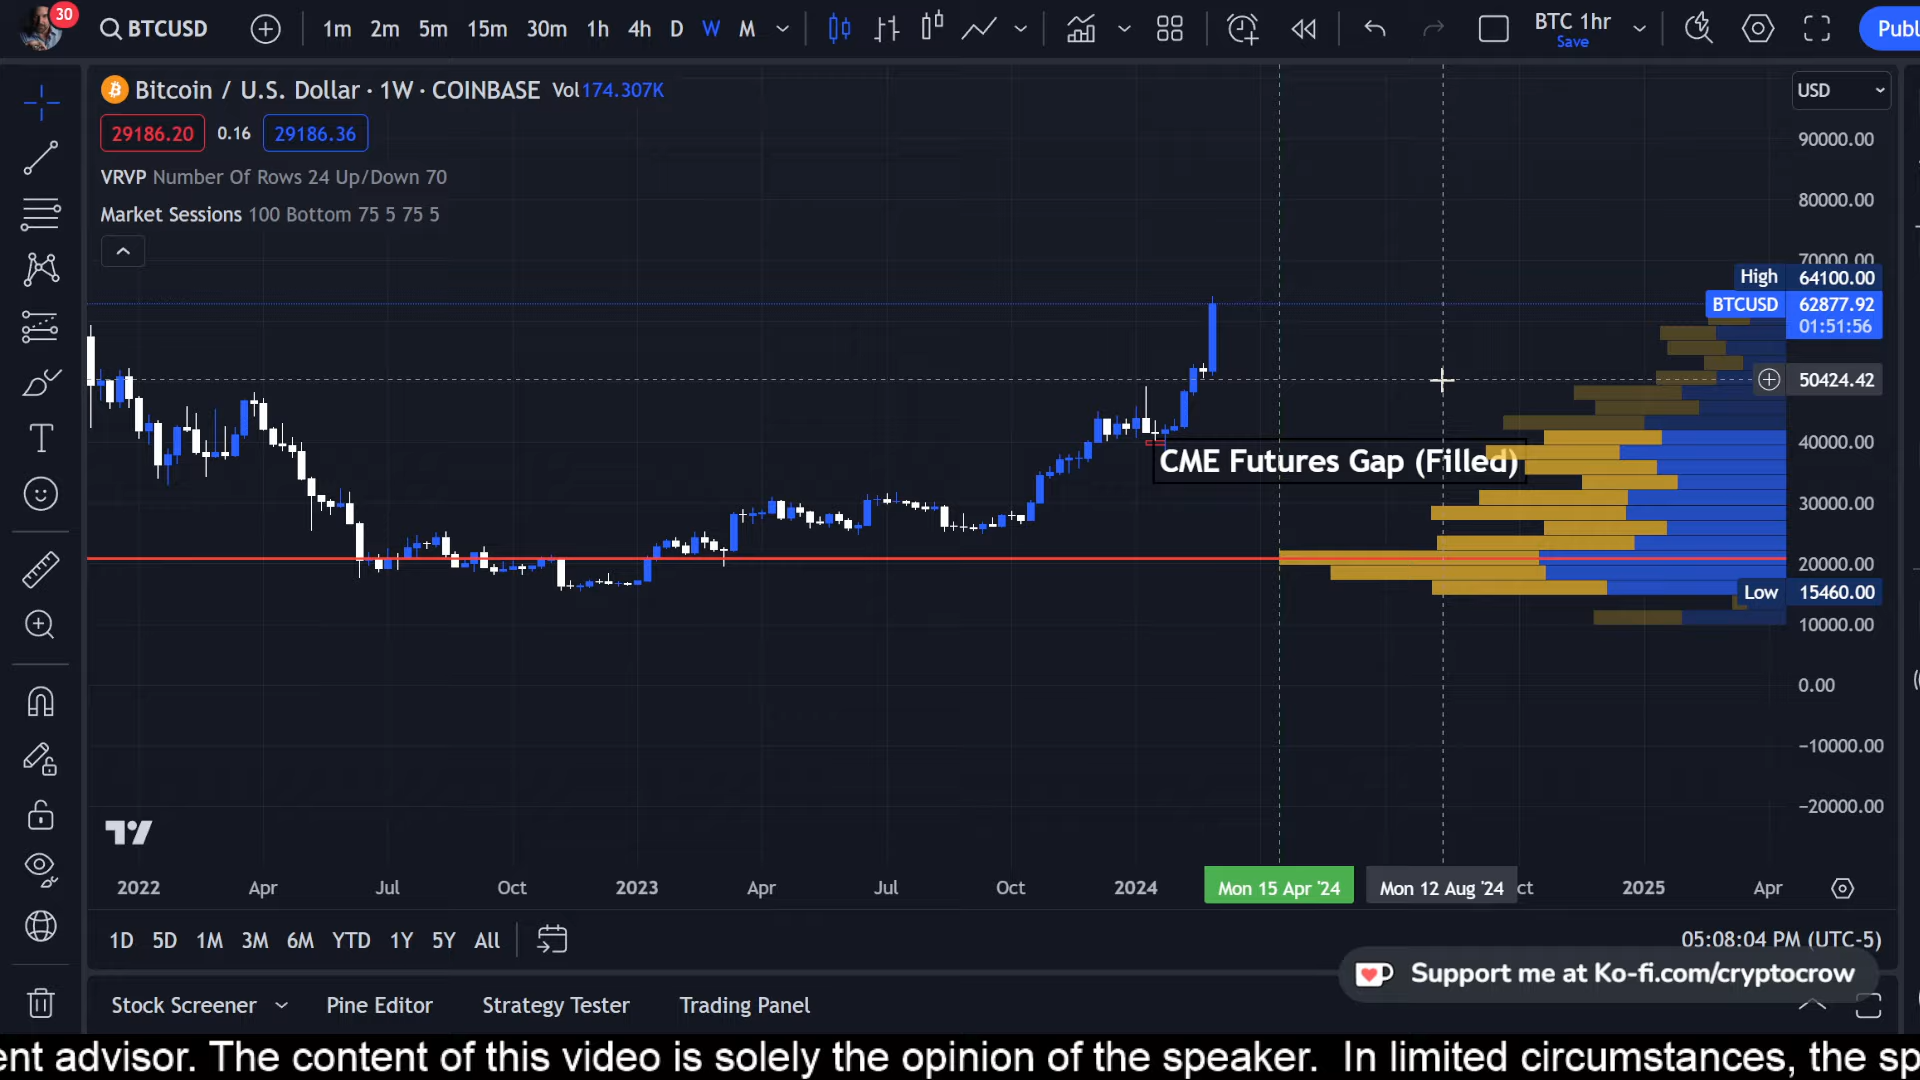 30
BTCUSD
1m 2m 5m 15m 30m 1h 4h D W M
BTC 1hr
Save
Publ
Bitcoin / U.S. Dollar · 1W · COINBASE Vol 174.307K
USD
29186.20 0.16 29186.36
VRVP Number Of Rows 24 Up/Down 70
Market Sessions 100 Bottom 75 5 75 5
90000.00
80000.00
70000.00
High 64100.00
BTCUSD 62877.92
01:51:56
50424.42
40000.00
CME Futures Gap (Filled)
30000.00
20000.00
Low 15460.00
10000.00
0.00
−10000.00
−20000.00
2022 Apr Jul Oct 2023 Apr Jul Oct 2024 Mon 15 Apr '24 Mon 12 Aug '24 ct 2025 Apr
1D 5D 1M 3M 6M YTD 1Y 5Y All
05:08:04 PM (UTC-5)
Support me at Ko-fi.com/cryptocrow
Stock Screener Pine Editor Strategy Tester Trading Panel
ent advisor. The content of this video is solely the opinion of the speaker. In limited circumstances, the sp